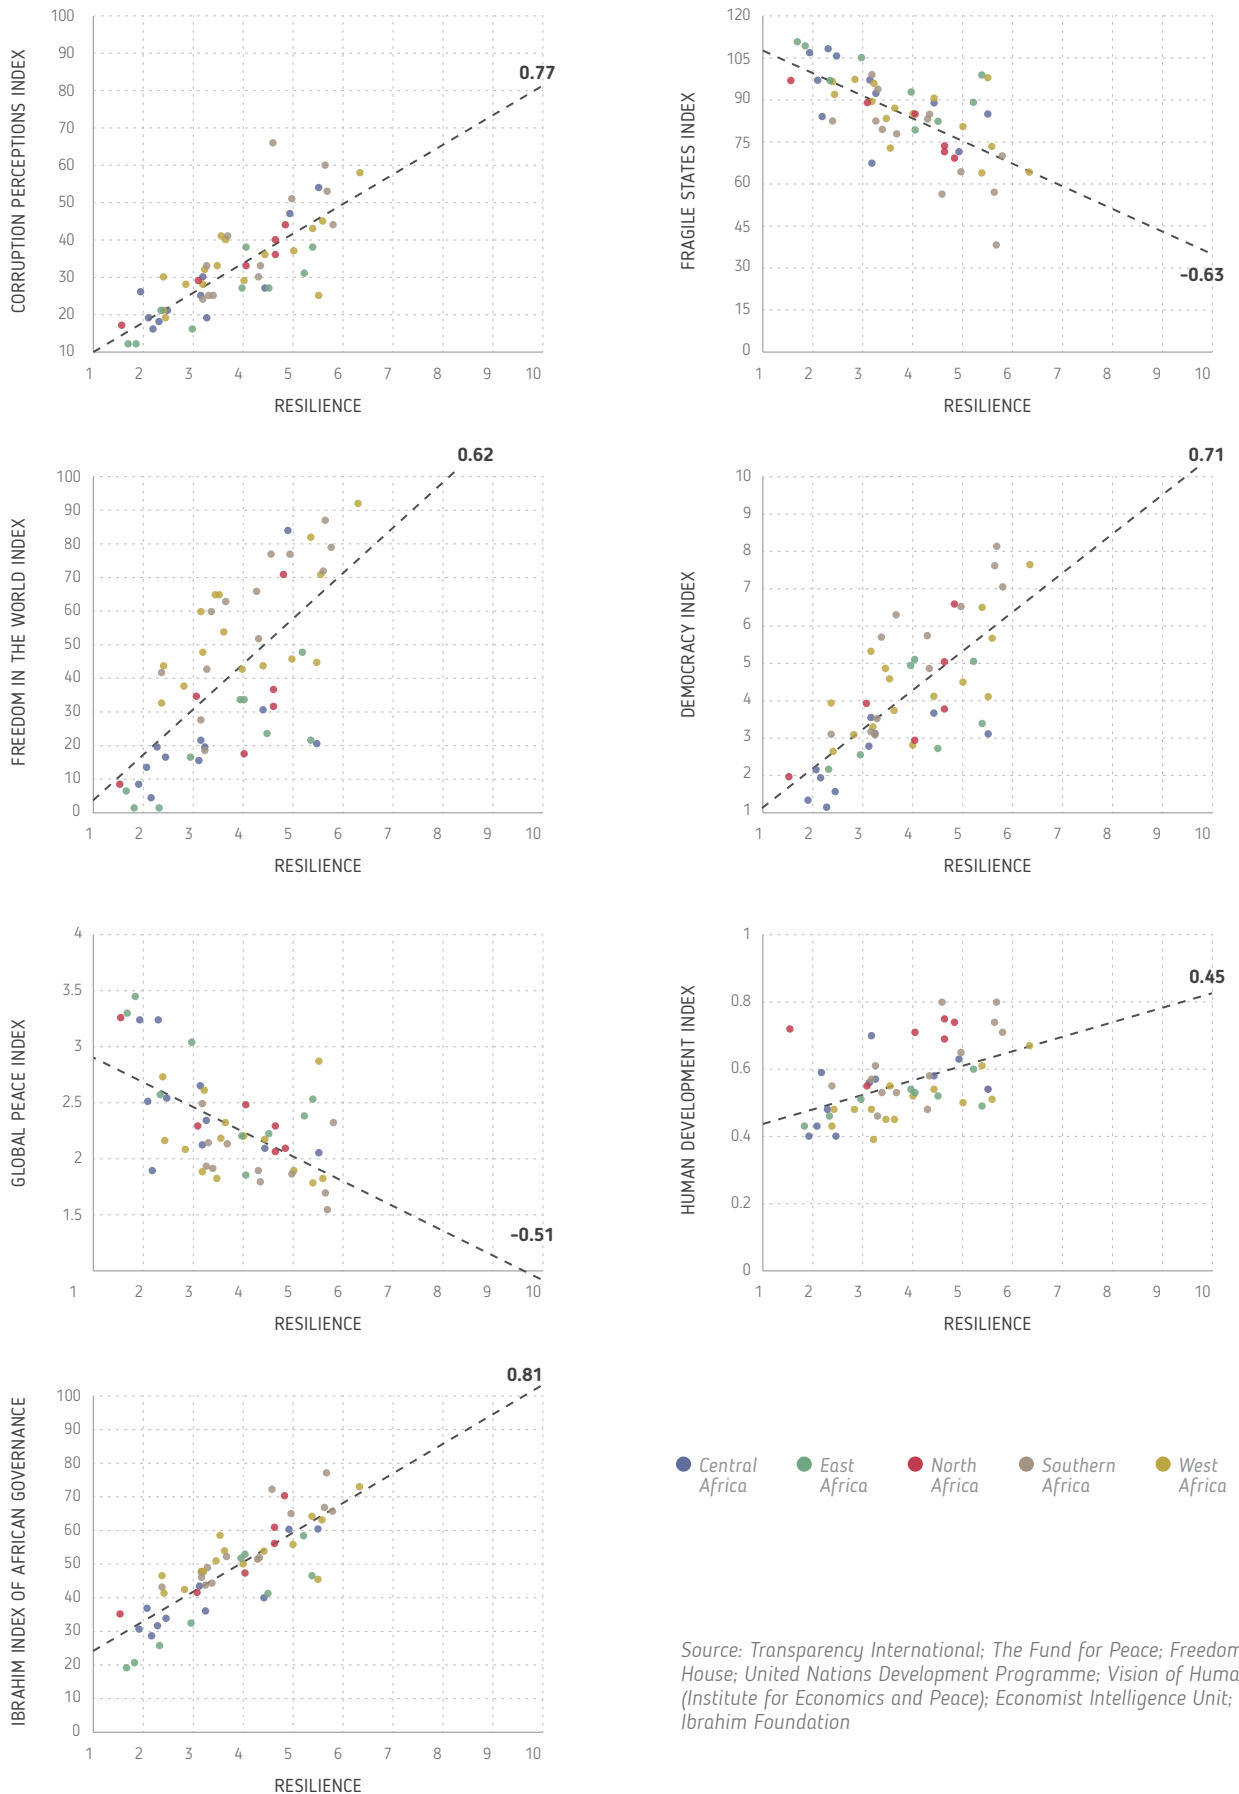 CORRUPTION PERCEPTIONS INDEX
100
90
80
70
60
50
40
30
20
10
0.77
1 2 3 4 5 6 7 8 9 10
RESILIENCE
FRAGILE STATES INDEX
120
105
90
75
60
45
30
15
0
-0.63
1 2 3 4 5 6 7 8 9 10
RESILIENCE
FREEDOM IN THE WORLD INDEX
100
90
80
70
60
50
40
30
20
10
0
0.62
1 2 3 4 5 6 7 8 9 10
RESILIENCE
DEMOCRACY INDEX
10
9
8
7
6
5
4
3
2
1
0.71
1 2 3 4 5 6 7 8 9 10
RESILIENCE
GLOBAL PEACE INDEX
4
3.5
3
2.5
2
1.5
-0.51
1 2 3 4 5 6 7 8 9 10
RESILIENCE
HUMAN DEVELOPMENT INDEX
1
0.8
0.6
0.4
0.2
0
0.45
1 2 3 4 5 6 7 8 9 10
RESILIENCE
IBRAHIM INDEX OF AFRICAN GOVERNANCE
100
90
80
70
60
50
40
30
20
10
0
0.81
1 2 3 4 5 6 7 8 9 10
RESILIENCE
Central Africa
East Africa
North Africa
Southern Africa
West Africa
Source: Transparency International; The Fund for Peace; Freedom
House; United Nations Development Programme; Vision of Huma
(Institute for Economics and Peace); Economist Intelligence Unit;
Ibrahim Foundation